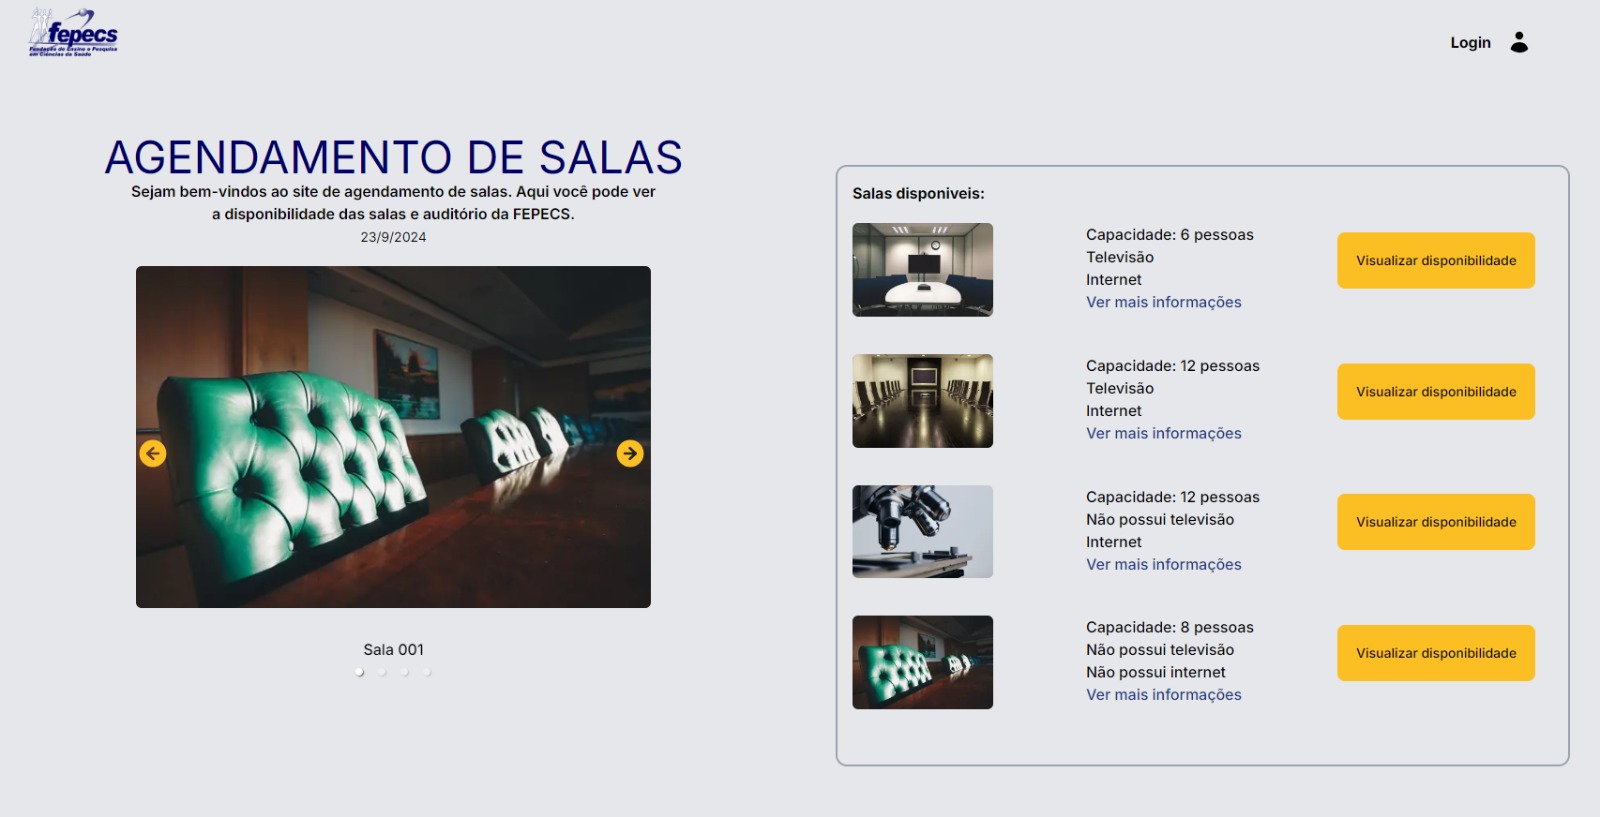 fepecs
Fundação de Ensino e Pesquisa
em Ciências da Saúde
Login
AGENDAMENTO DE SALAS
Sejam bem-vindos ao site de agendamento de salas. Aqui você pode ver
a disponibilidade das salas e auditório da FEPECS.
23/9/2024
Sala 001
Salas disponiveis:
Capacidade: 6 pessoas
Televisão
Internet
Ver mais informações
Visualizar disponibilidade
Capacidade: 12 pessoas
Televisão
Internet
Ver mais informações
Visualizar disponibilidade
Capacidade: 12 pessoas
Não possui televisão
Internet
Ver mais informações
Visualizar disponibilidade
Capacidade: 8 pessoas
Não possui televisão
Não possui internet
Ver mais informações
Visualizar disponibilidade